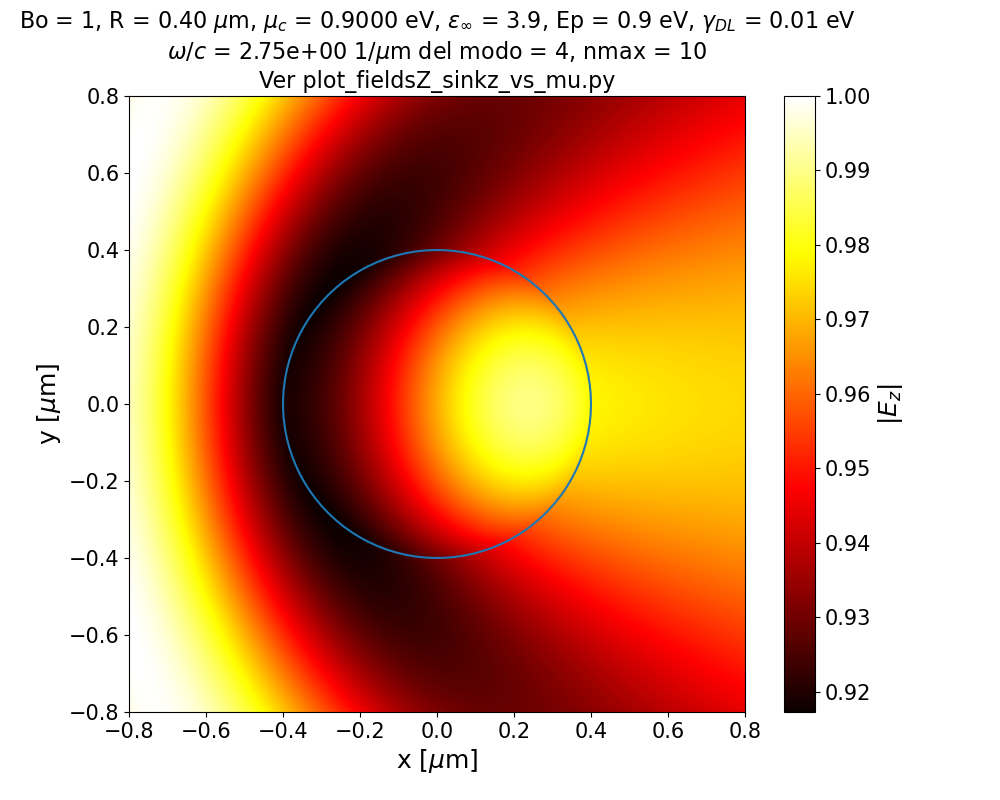 Bo = 1, R = 0.40 μm, μ_c = 0.9000 eV, ε_∞ = 3.9, Ep = 0.9 eV, γ_DL = 0.01 eV
ω/c = 2.75e+00 1/μm del modo = 4, nmax = 10
Ver plot_fieldsZ_sinkz_vs_mu.py
0.8
0.6
0.4
0.2
0.0
−0.2
−0.4
−0.6
−0.8
y [μm]
−0.8 −0.6 −0.4 −0.2 0.0 0.2 0.4 0.6 0.8
x [μm]
1.00
0.99
0.98
0.97
0.96
0.95
0.94
0.93
0.92
|E_z|